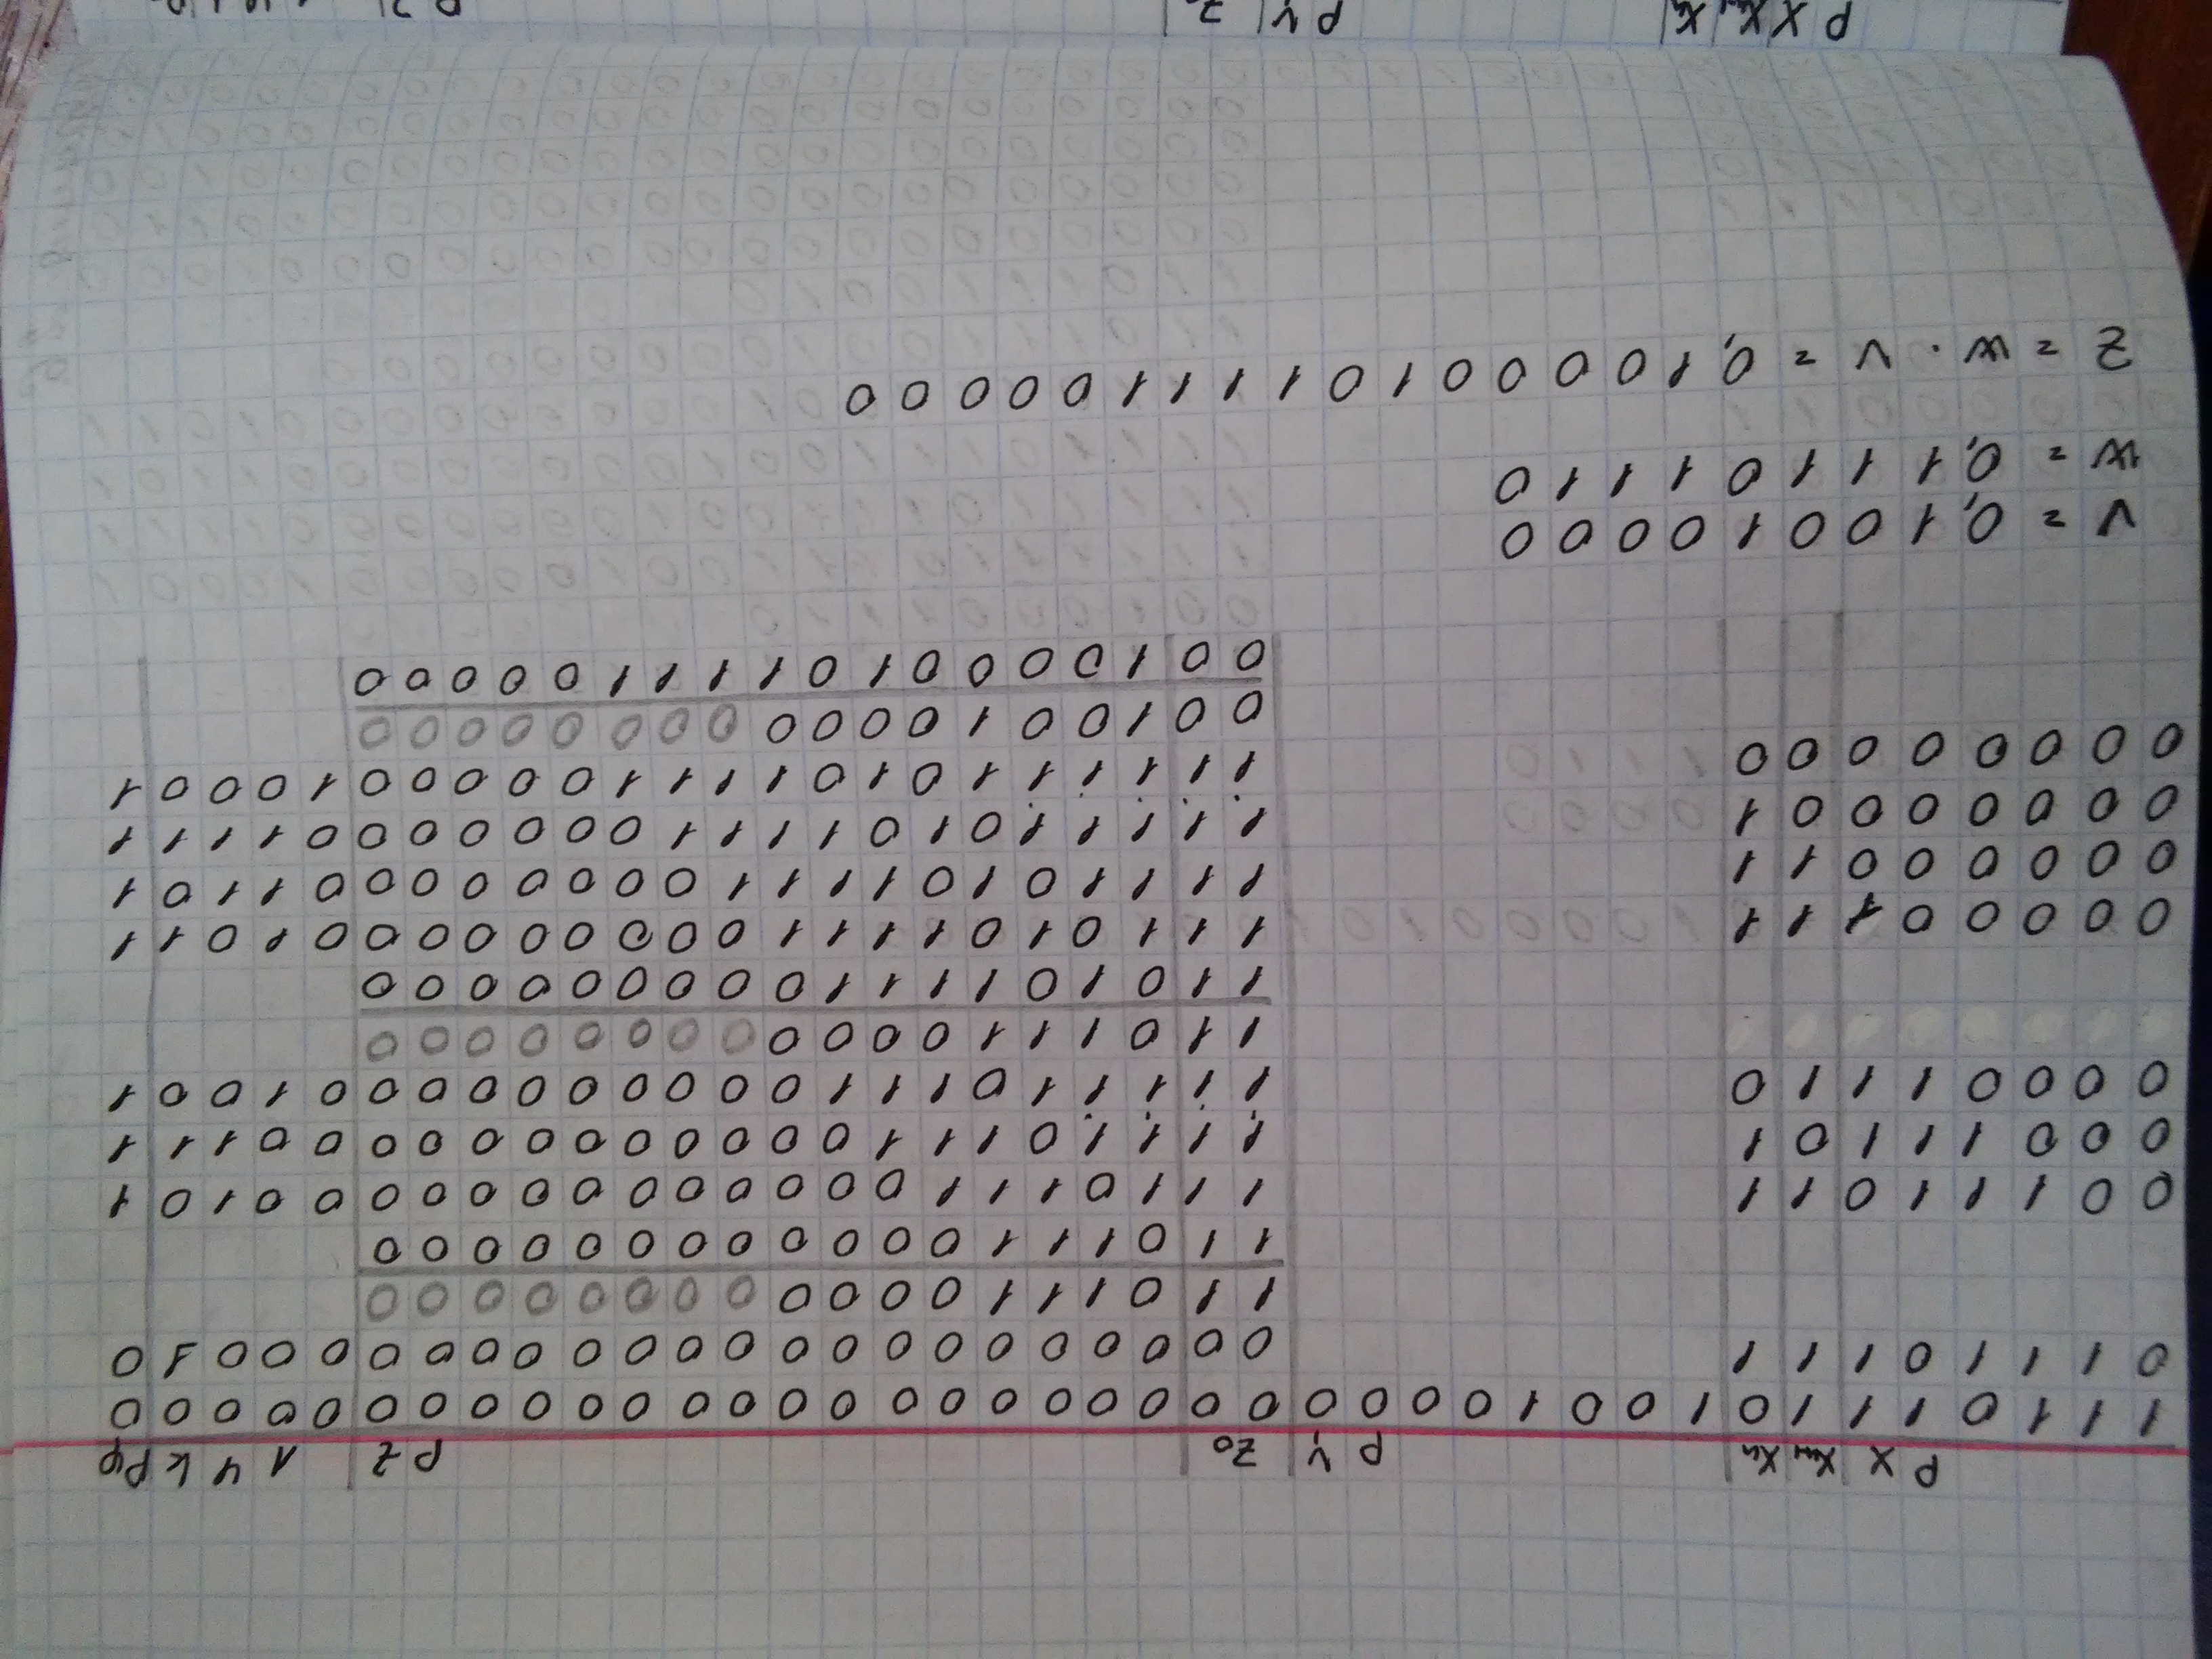 P X Xₙ₋₁ Xₙ P Y Z₀ P Z 1 Ч k Pφ
1 1 1 0 1 1 1 0 1 0 0 1 0 0 0 0 0 0 0 0 0 0 0 0 0 0 0 0 0 0 0 0 0 0 0 0 0 0 0
0 1 1 1 0 1 1 1 0 0 0 0 0 0 0 0 0 0 0 0 0 0 0 0 0 0 0 0 0 1 0
1 1 0 1 1 1 0 0 0 0 0 0 0 0 0 0 0 0
1 1 0 1 1 1 0 0 0 0 0 0 0 0 0 0 0 0
0 0 1 1 1 0 1 1 1 1 1 0 1 1 1 0 0 0 0 0 0 0 0 0 0 0 0 0 1 0 1
0 0 0 1 1 1 0 1 1 1 1 1 0 1 1 1 0 0 0 0 0 0 0 0 0 0 0 0 1 1 1
0 0 0 0 1 1 1 0 1 1 1 1 1 0 1 1 1 0 0 0 0 0 0 0 0 0 0 1 0 0 1
1 1 0 1 1 1 0 0 0 0 0 0 0 0 0 0 0 0
1 1 0 1 0 1 1 1 1 0 0 0 0 0 0 0 0 0
0 0 0 0 0 1 1 1 1 1 1 0 1 0 1 1 1 1 0 0 0 0 0 0 0 0 0 1 0 1 1
0 0 0 0 0 0 1 1 1 1 1 1 0 1 0 1 1 1 1 0 0 0 0 0 0 0 0 1 1 0 1
0 0 0 0 0 0 0 1 1 1 1 1 1 0 1 0 1 1 1 1 0 0 0 0 0 0 0 1 1 1 1
0 0 0 0 0 0 0 0 1 1 1 1 1 1 0 1 0 1 1 1 1 0 0 0 0 0 1 0 0 0 1
0 0 1 0 0 1 0 0 0 0 0 0 0 0 0 0 0 0
0 0 1 0 0 0 0 1 0 1 1 1 1 0 0 0 0 0
V = 0,1 0 0 1 0 0 0 0
W = 0,1 1 1 0 1 1 1 0
Z = W · V = 0,1 0 0 0 0 1 0 1 1 1 1 0 0 0 0 0
P X Xₙ₋₁ Xₙ P Y Z₀ P Z